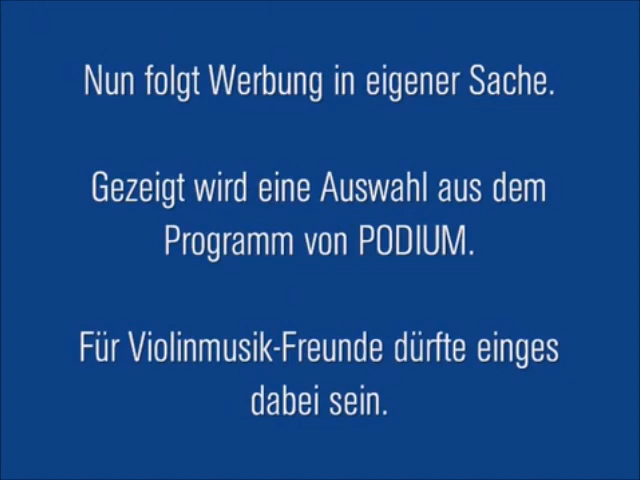 Nun folgt Werbung in eigener Sache.
Gezeigt wird eine Auswahl aus dem
Programm von PODIUM.
Für Violinmusik-Freunde dürfte einges
dabei sein.